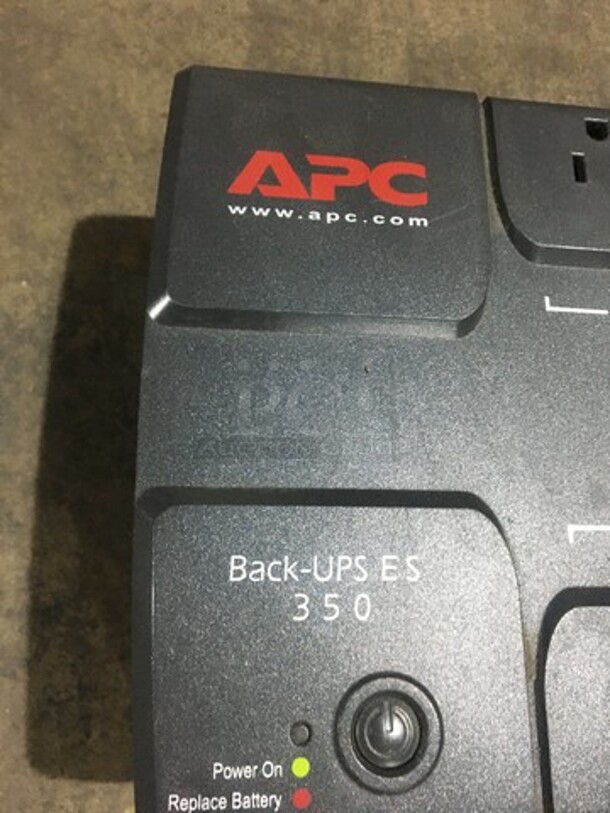 APC
www.apc.com
Back-UPS ES
350
Power On
Replace Battery